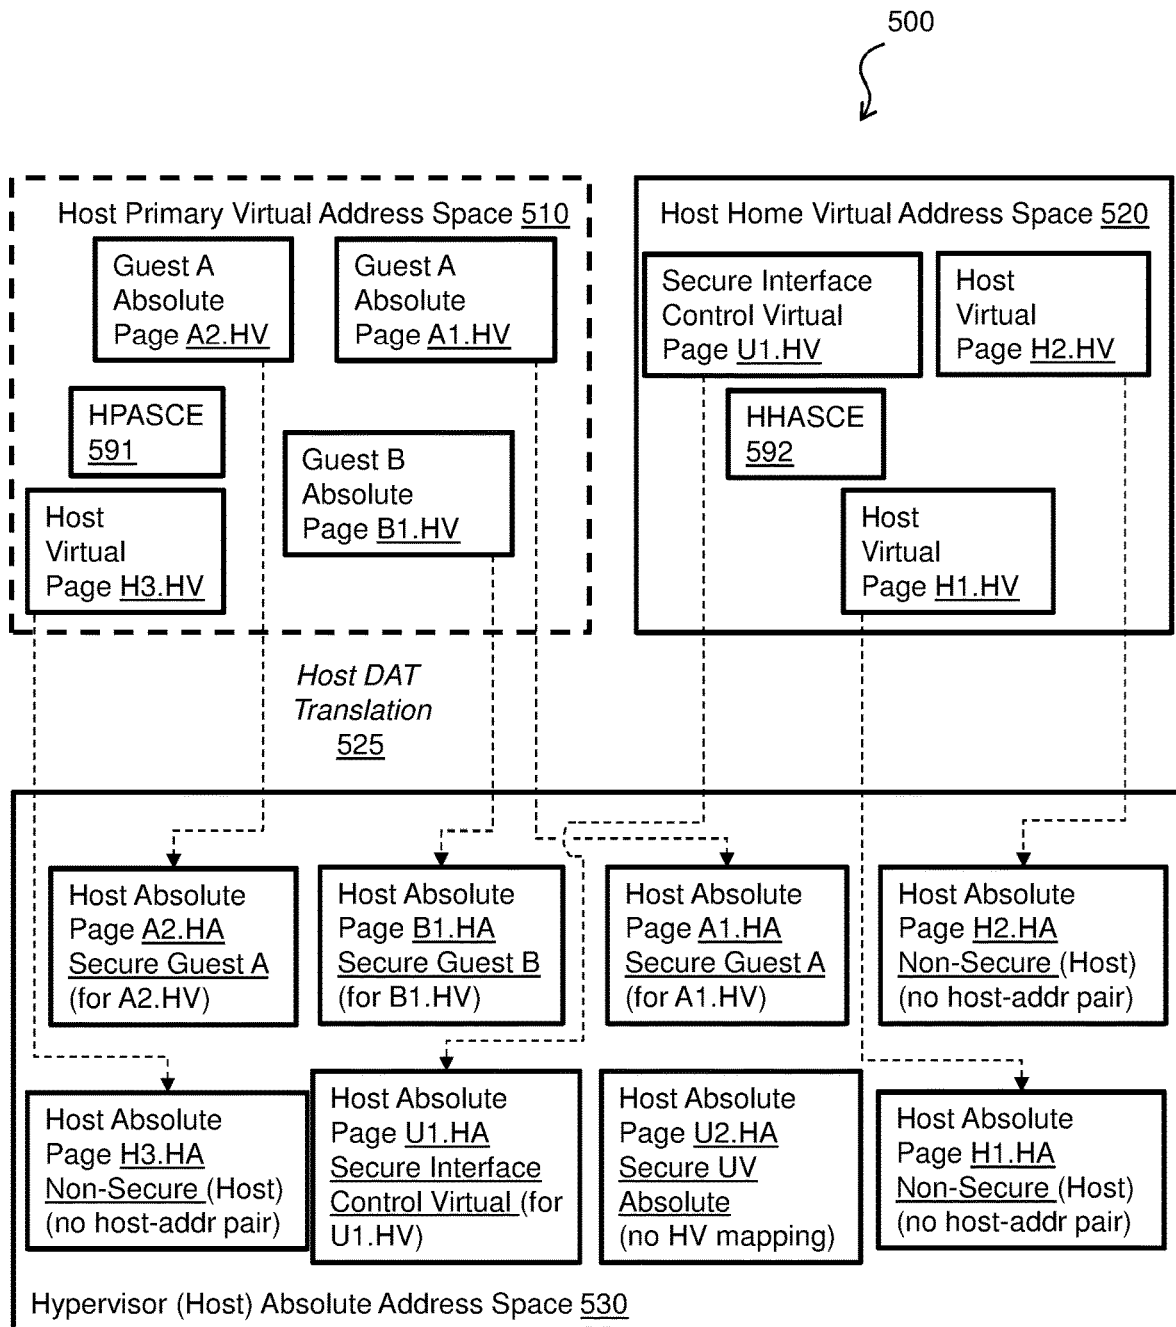 500
Host Primary Virtual Address Space 510
Guest A
Absolute
Page A2.HV
Guest A
Absolute
Page A1.HV
HPASCE
591
Guest B
Absolute
Page B1.HV
Host
Virtual
Page H3.HV
Host Home Virtual Address Space 520
Secure Interface
Control Virtual
Page U1.HV
Host
Virtual
Page H2.HV
HHASCE
592
Host
Virtual
Page H1.HV
Host DAT
Translation
525
Host Absolute
Page A2.HA
Secure Guest A
(for A2.HV)
Host Absolute
Page B1.HA
Secure Guest B
(for B1.HV)
Host Absolute
Page A1.HA
Secure Guest A
(for A1.HV)
Host Absolute
Page H2.HA
Non-Secure (Host)
(no host-addr pair)
Host Absolute
Page H3.HA
Non-Secure (Host)
(no host-addr pair)
Host Absolute
Page U1.HA
Secure Interface
Control Virtual (for
U1.HV)
Host Absolute
Page U2.HA
Secure UV
Absolute
(no HV mapping)
Host Absolute
Page H1.HA
Non-Secure (Host)
(no host-addr pair)
Hypervisor (Host) Absolute Address Space 530